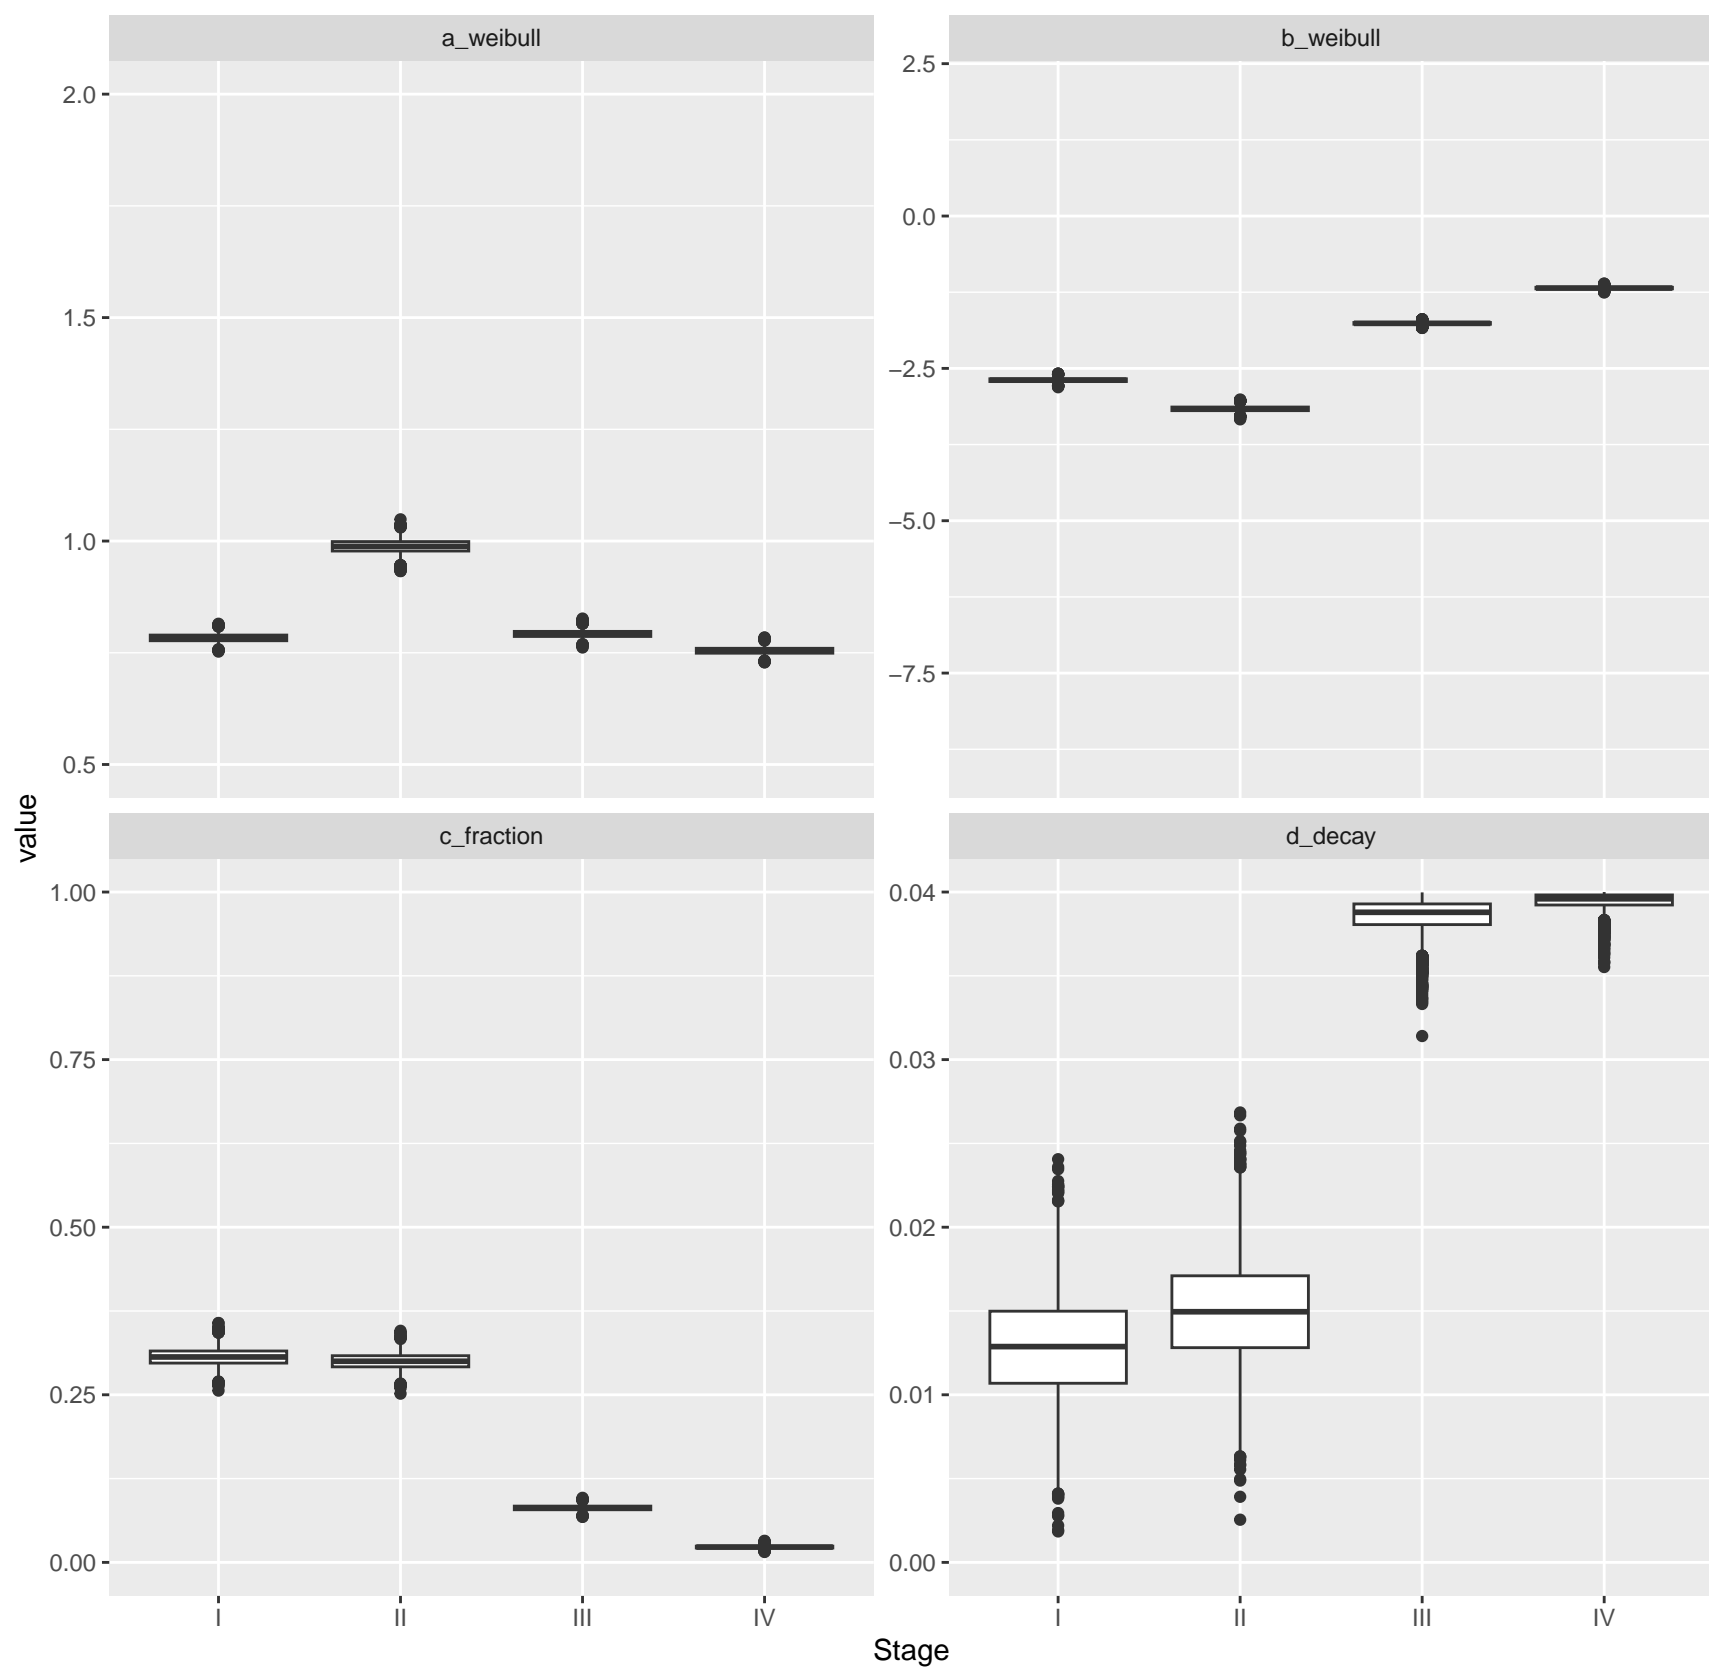 a_weibull
b_weibull
2.0
1.5
1.0
0.5
2.5
0.0
−2.5
−5.0
−7.5
value
c_fraction
d_decay
1.00
0.75
0.50
0.25
0.00
0.04
0.03
0.02
0.01
0.00
I II III IV
I II III IV
Stage